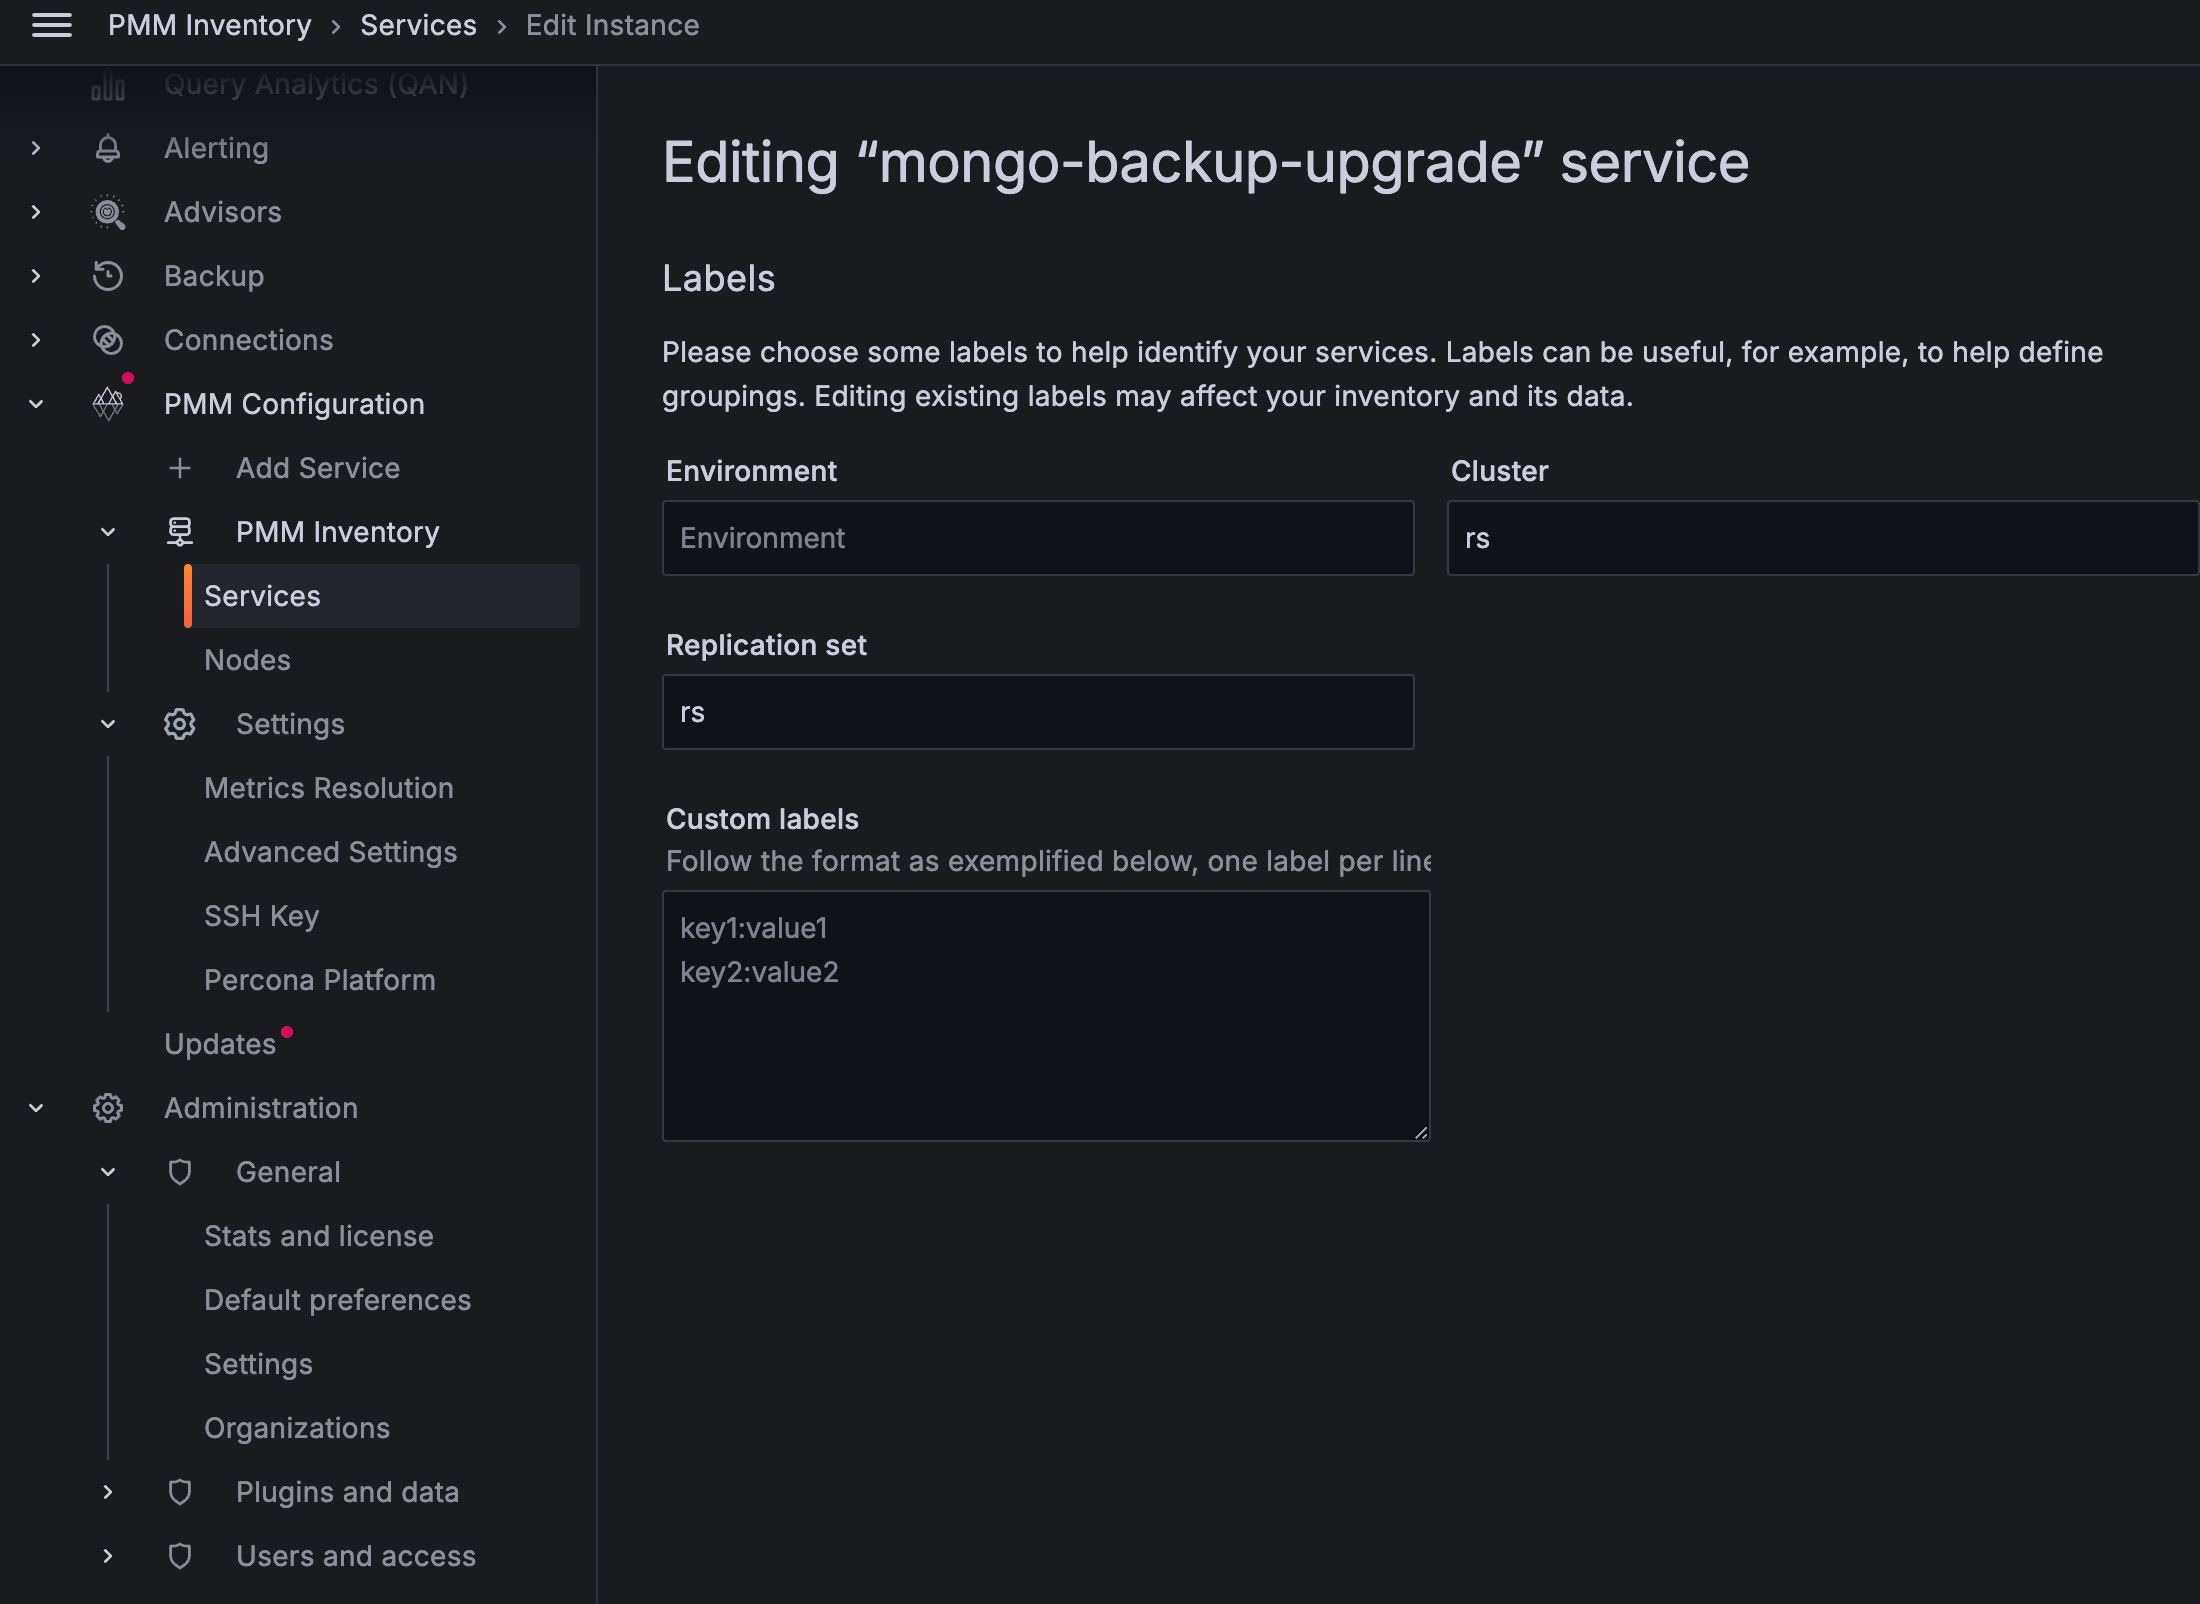 PMM Inventory › Services › Edit Instance
Query Analytics (QAN)
Alerting
Advisors
Backup
Connections
PMM Configuration
Add Service
PMM Inventory
Services
Nodes
Settings
Metrics Resolution
Advanced Settings
SSH Key
Percona Platform
Updates
Administration
General
Stats and license
Default preferences
Settings
Organizations
Plugins and data
Users and access
Editing “mongo-backup-upgrade” service
Labels
Please choose some labels to help identify your services. Labels can be useful, for example, to help define
groupings. Editing existing labels may affect your inventory and its data.
Environment
Environment
Cluster
rs
Replication set
rs
Custom labels
Follow the format as exemplified below, one label per line
key1:value1
key2:value2